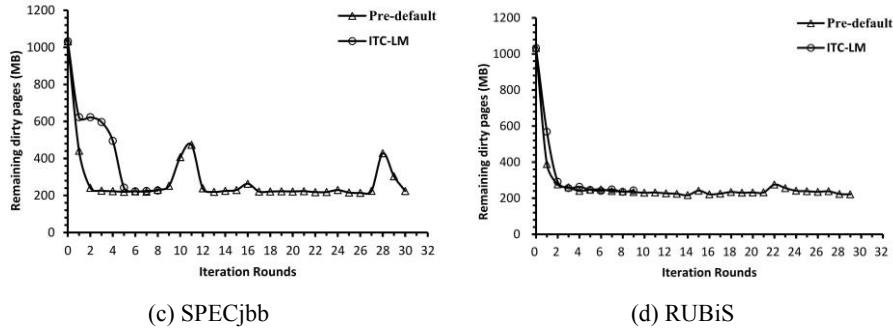 1200
1000
800
600
400
200
0
Remaining dirty pages (MB)
Pre-default
ITC-LM
0 2 4 6 8 10 12 14 16 18 20 22 24 26 28 30 32
Iteration Rounds
(c) SPECjbb
1200
1000
800
600
400
200
0
Remaining dirty pages (MB)
Pre-default
ITC-LM
0 2 4 6 8 10 12 14 16 18 20 22 24 26 28 30 32
Iteration Rounds
(d) RUBiS